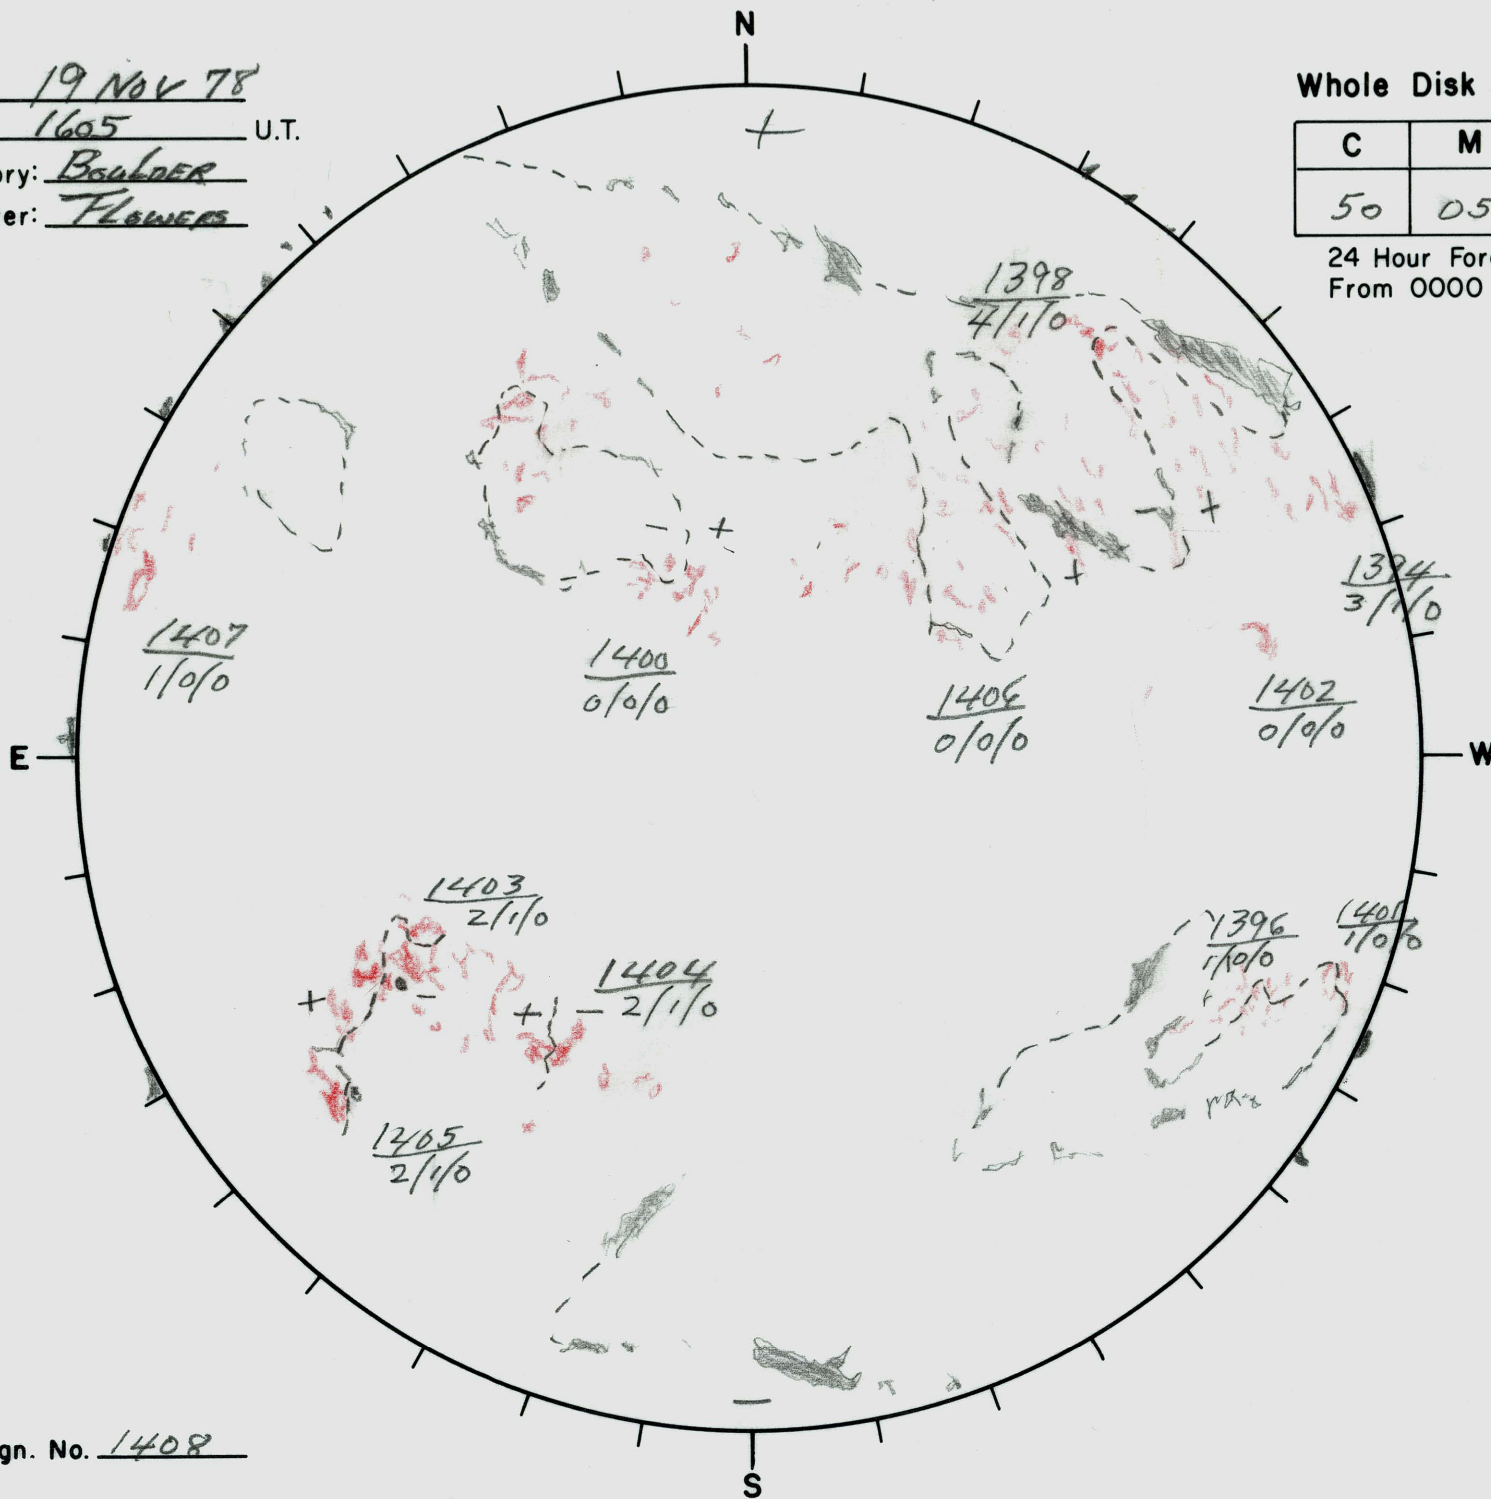 N
19 Nov 78
1605 U.T.
ory: BOULDER
er: FLOWERS
Whole Disk
C M
50 05
24 Hour Fore
From 0000
+
1398
4/1/0
- +
- +
+
1394
3/1/0
1407
1/0/0
1400
0/0/0
1406
0/0/0
1402
0/0/0
E
W
1403
2/1/0
1396
1/0/0
1401
1/0/0
1404
2/1/0
+ -
+ -
1405
2/1/0
-
gn. No. 1408
S